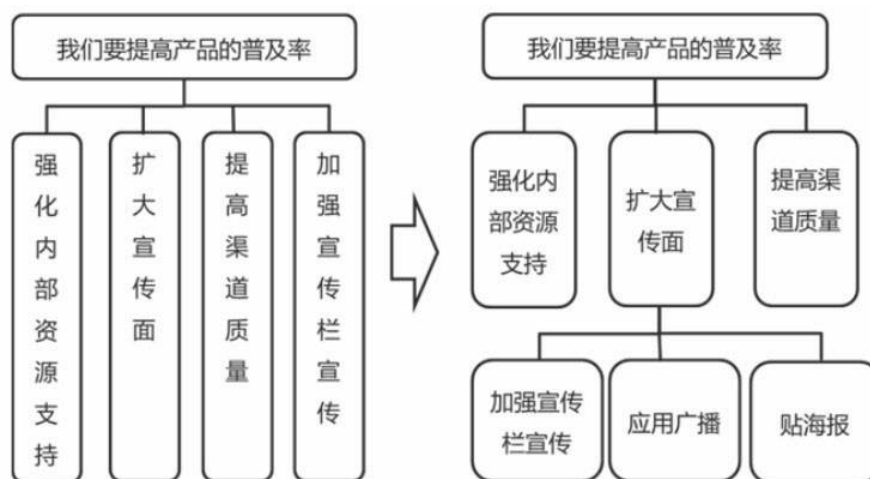 我们要提高产品的普及率
强化内部资源支持
扩大宣传面
提高渠道质量
加强宣传栏宣传
我们要提高产品的普及率
强化内
部资源
支持
扩大宣
传面
提高渠
道质量
加强宣传
栏宣传
应用广播
贴海报